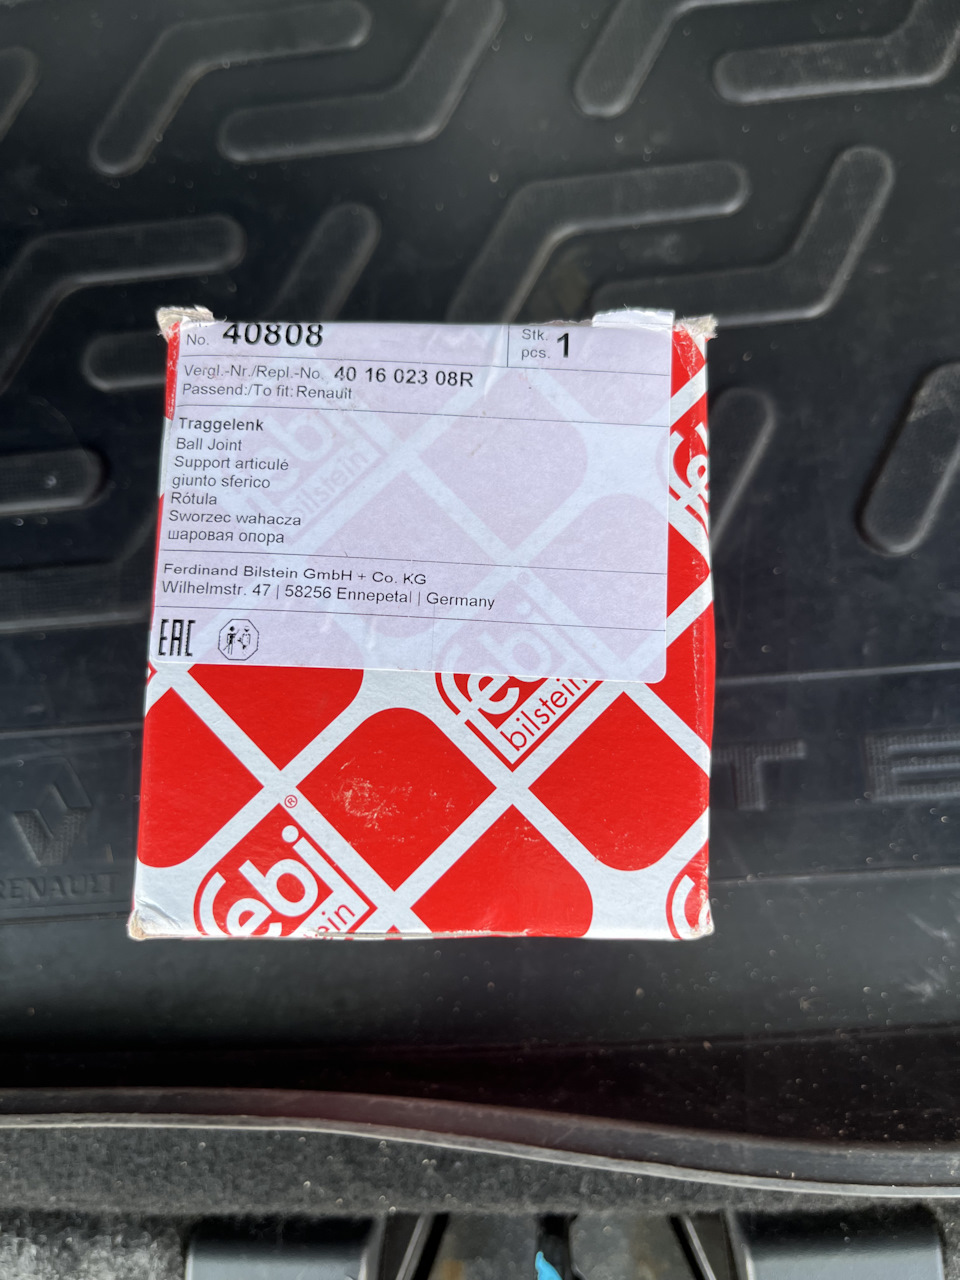 No. 40808
Stk.
pcs. 1
Vergl.-Nr./Repl.-No. 40 16 023 08R
Passend:/To fit: Renault
Traggelenk
Ball Joint
Support articulé
giunto sferico
Rótula
Sworzec wahacza
шаровая опора
Ferdinand Bilstein GmbH + Co. KG
Wilhelmstr. 47 | 58256 Ennepetal | Germany
EAC
febi
bilstein
febi
bilstein
®
febi
RENAULT